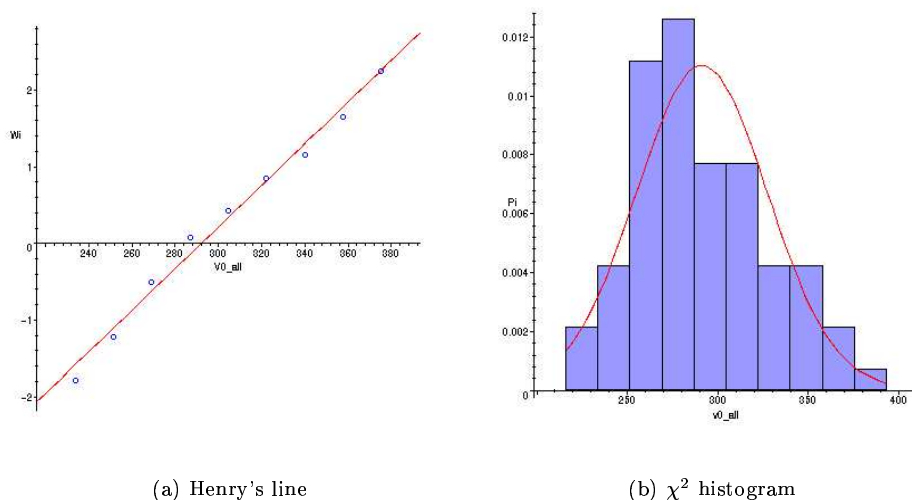 2
Wi
1
0
240 260 280 300 320 340 360 380
V0_all
-1
-2
(a) Henry's line
0.012
0.01
0.008
Pi
0.006
0.004
0.002
0
250 300 350 400
v0_all
(b) χ² histogram